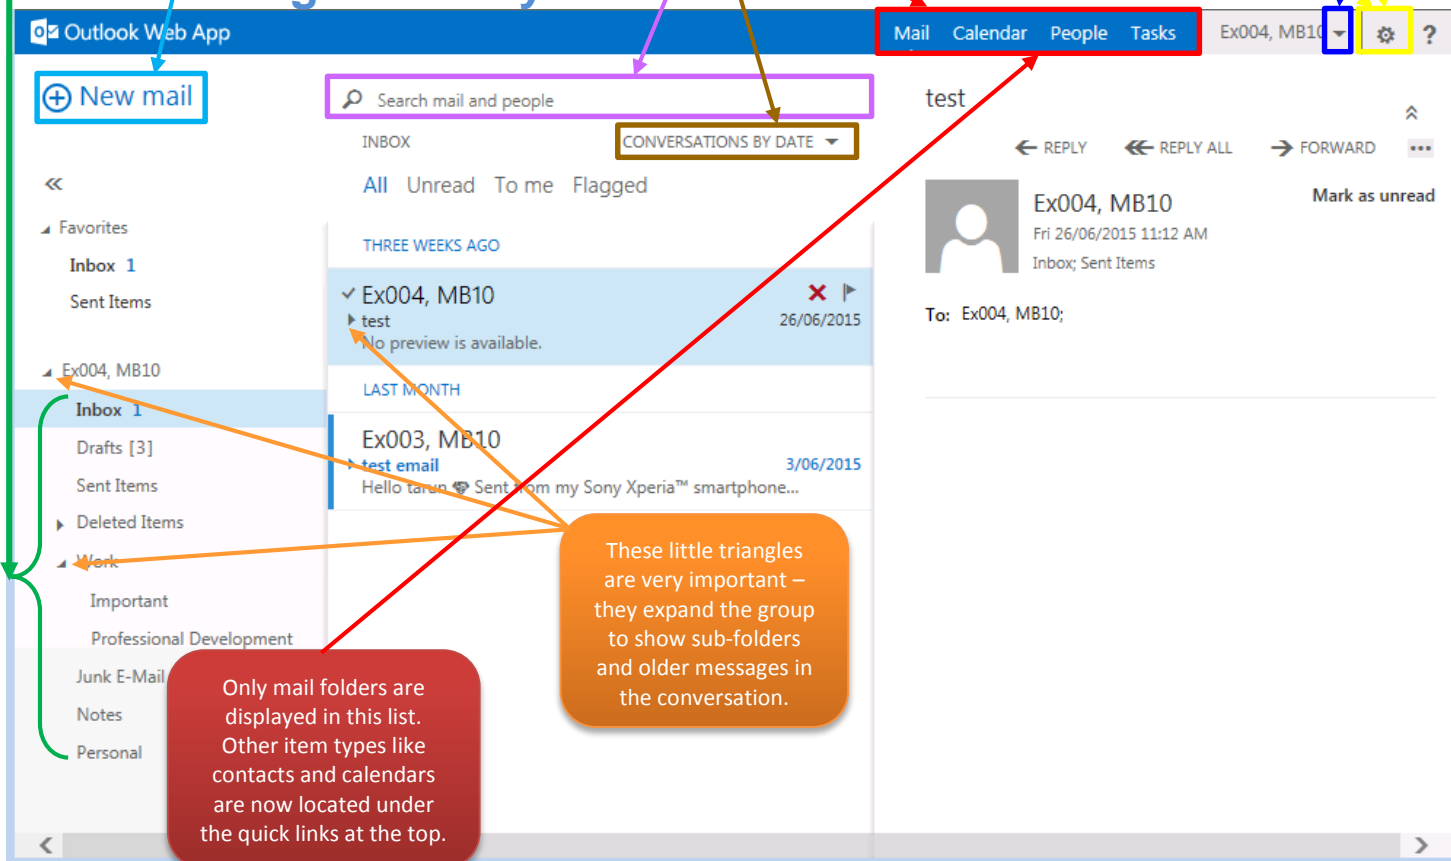 Outlook Web App
Mail Calendar People Tasks Ex004, MB10 ?
New mail
Search mail and people
INBOX CONVERSATIONS BY DATE
All Unread To me Flagged
Favorites
Inbox 1
Sent Items
Ex004, MB10
Inbox 1
Drafts [3]
Sent Items
Deleted Items
Work
Important
Professional Development
Junk E-Mail
Notes
Personal
THREE WEEKS AGO
Ex004, MB10
test 26/06/2015
No preview is available.
LAST MONTH
Ex003, MB10
test email 3/06/2015
Hello tarun Sent from my Sony Xperia™ smartphone...
test
REPLY REPLY ALL FORWARD
Ex004, MB10 Mark as unread
Fri 26/06/2015 11:12 AM
Inbox; Sent Items
To: Ex004, MB10;
These little triangles
are very important –
they expand the group
to show sub-folders
and older messages in
the conversation.
Only mail folders are
displayed in this list.
Other item types like
contacts and calendars
are now located under
the quick links at the top.